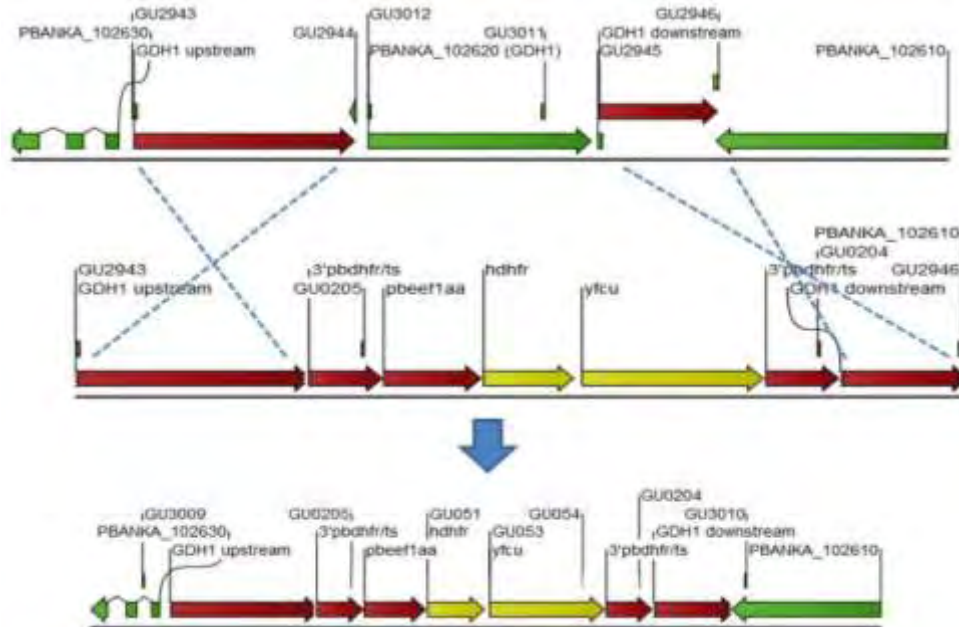 GU2943
PBANKA_102630
GDH1 upstream
GU2944
GU3012
GU3011
PBANKA_102620 (GDH1)
GU2946
GDH1 downstream
GU2945
PBANKA_102610
GU2943
GDH1 upstream
3'pbdhfr/ts
GU0205
pbeef1aa
hdhfr
yfcu
PBANKA_102610
GU0204
3'pbdhfr/ts
GDH1 downstream
GU2946
GU3009
PBANKA_102630
GDH1 upstream
GU0205
3'pbdhfr/ts
pbeef1aa
GU051
hdhfr
GU053
yfcu
GU054
GU0204
3'pbdhfr/ts
GU3010
GDH1 downstream
PBANKA_102610